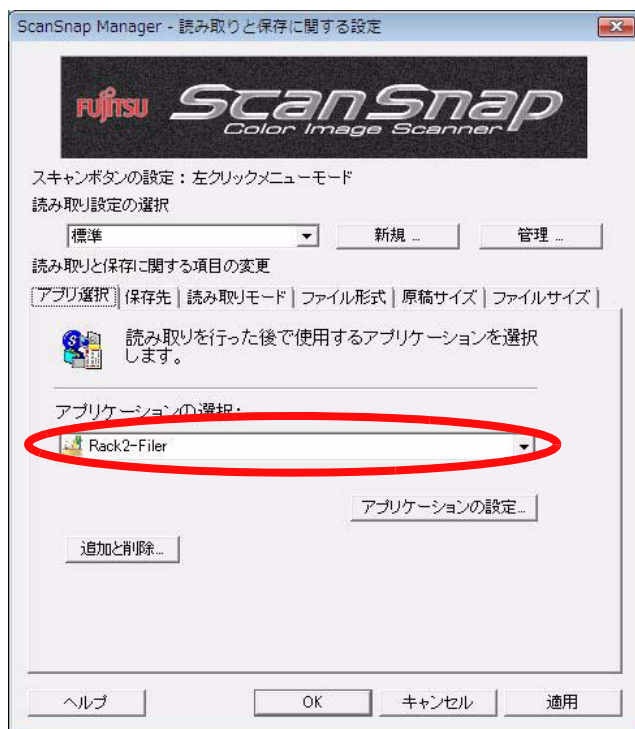 ScanSnap Manager - 読み取りと保存に関する設定
FUJITSU ScanSnap
Color Image Scanner
スキャンボタンの設定：左クリックメニューモード
読み取り設定の選択
標準 新規 ... 管理 ...
読み取りと保存に関する項目の変更
アプリ選択 保存先 読み取りモード ファイル形式 原稿サイズ ファイルサイズ
読み取りを行った後で使用するアプリケーションを選択
します。
アプリケーションの選択:
Rack2-Filer
アプリケーションの設定...
追加と削除...
ヘルプ OK キャンセル 適用